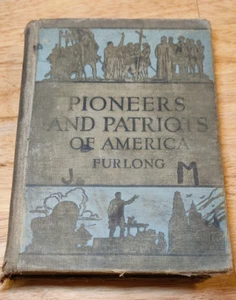 PIONEERS
AND PATRIOTS
OF AMERICA
FURLONG
J M